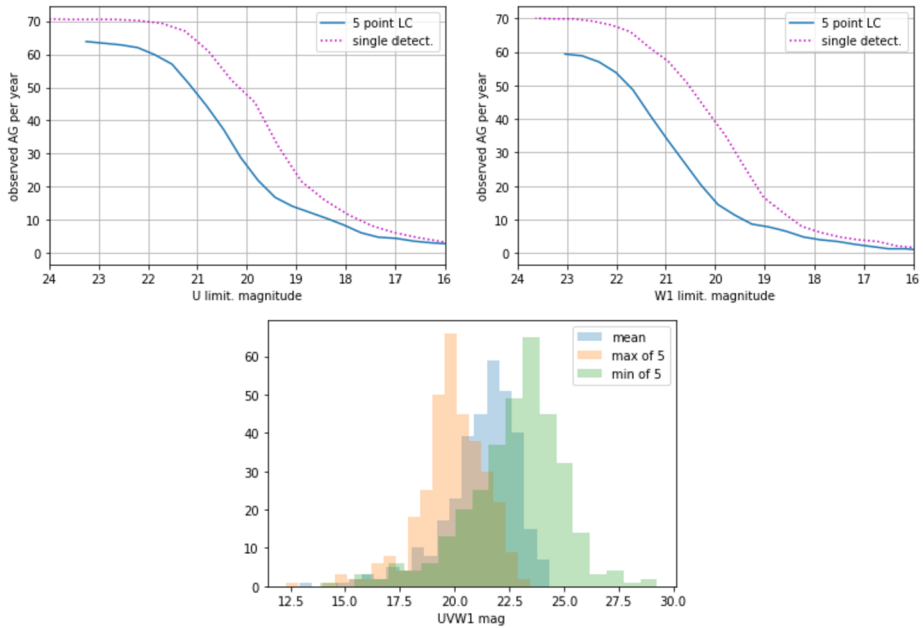 observed AG per year
70
60
50
40
30
20
10
0
5 point LC
single detect.
24 23 22 21 20 19 18 17 16
U limit. magnitude
observed AG per year
70
60
50
40
30
20
10
0
5 point LC
single detect.
24 23 22 21 20 19 18 17 16
W1 limit. magnitude
60
50
40
30
20
10
0
mean
max of 5
min of 5
12.5 15.0 17.5 20.0 22.5 25.0 27.5 30.0
UVW1 mag